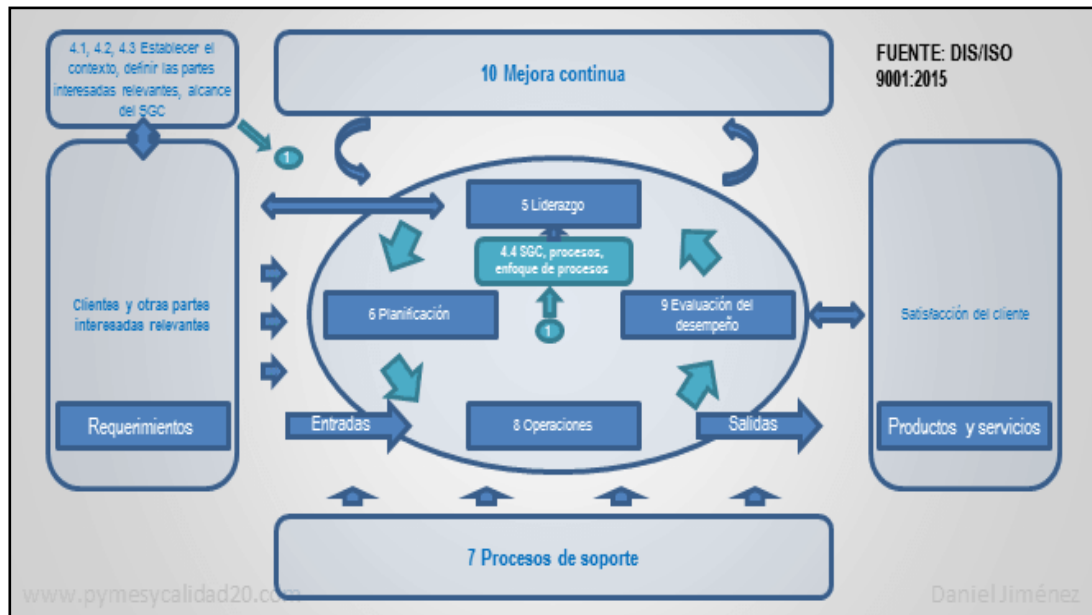 4.1, 4.2, 4.3 Establecer el
contexto, definir las partes
interesadas relevantes, alcance
del SGC
10 Mejora continua
FUENTE: DIS/ISO
9001:2015
1
5 Liderazgo
4.4 SGC, procesos,
enfoque de procesos
Clientes y otras partes
interesadas relevantes
6 Planificación
1
9 Evaluación del
desempeño
Satisfacción del cliente
Requerimientos
Entradas
8 Operaciones
Salidas
Productos y servicios
7 Procesos de soporte
www.pymesycalidad20.com
Daniel Jiménez